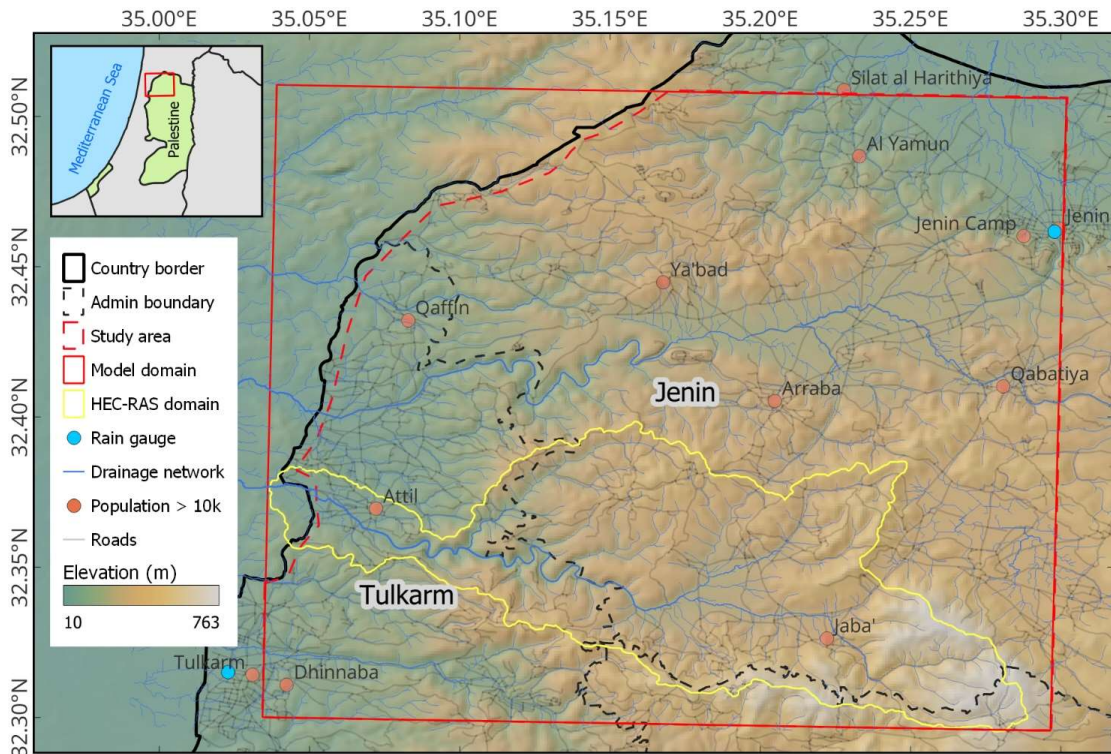 35.00°E 35.05°E 35.10°E 35.15°E 35.20°E 35.25°E 35.30°E
32.50°N
32.45°N
32.40°N
32.35°N
32.30°N
Mediterranean Sea
Palestine
Country border
Admin boundary
Study area
Model domain
HEC-RAS domain
Rain gauge
Drainage network
Population > 10k
Roads
Elevation (m)
10 763
Silat al Harithiya
Al Yamun
Jenin Camp
Jenin
Ya'bad
Qaffin
Jenin
Arraba
Qabatiya
Attil
Tulkarm
Jaba'
Tulkarm
Dhinnaba